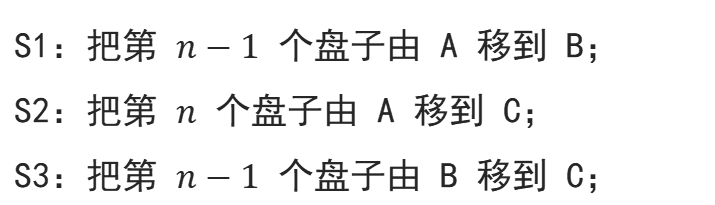 S1：把第 n − 1 个盘子由 A 移到 B；
S2：把第 n 个盘子由 A 移到 C；
S3：把第 n − 1 个盘子由 B 移到 C；